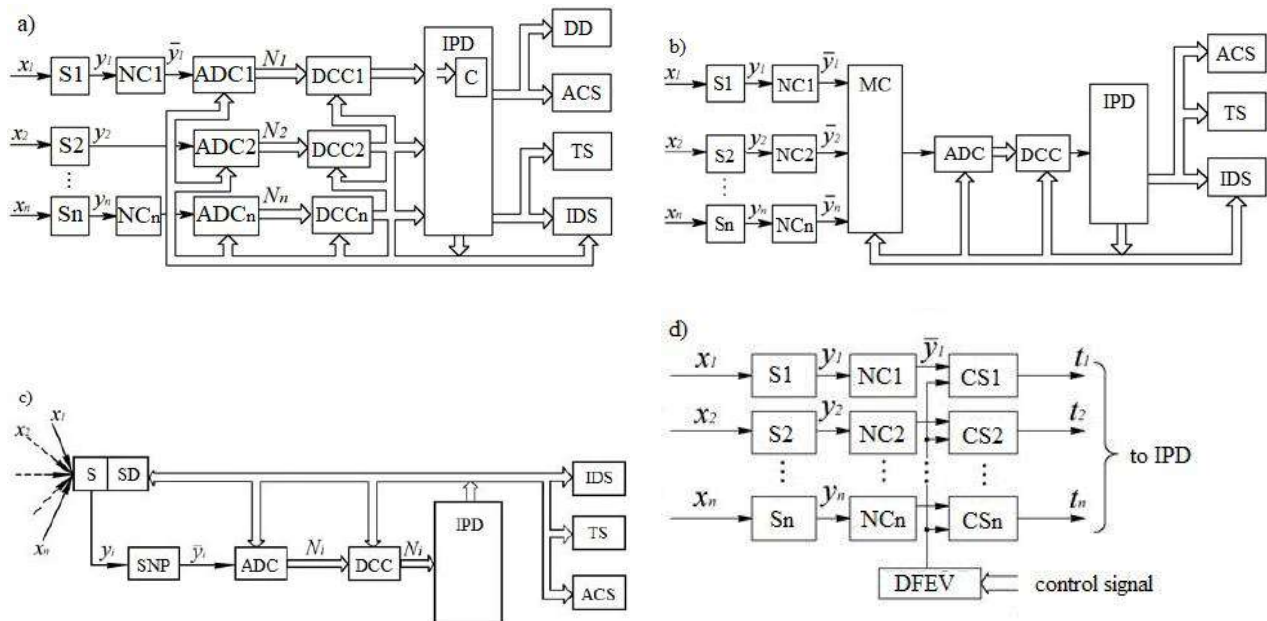 a)
x₁ S1 y₁ NC1 ȳ₁ ADC1 N₁ DCC1 IPD C DD
ACS
x₂ S2 y₂ ADC2 N₂ DCC2 TS
⋮
xₙ Sn yₙ NCn ADCn Nₙ DCCn IDS
b)
x₁ S1 y₁ NC1 ȳ₁ MC IPD ACS
x₂ S2 y₂ NC2 ȳ₂ ADC DCC TS
⋮
xₙ Sn yₙ NCn ȳₙ IDS
c)
x₁
x₂
S SD IDS
xₙ
yᵢ SNP ȳᵢ ADC Nᵢ DCC Nᵢ IPD TS
ACS
d)
x₁ S1 y₁ NC1 ȳ₁ CS1 t₁
x₂ S2 y₂ NC2 CS2 t₂
⋮ ⋮ ⋮ ⋮ to IPD
xₙ Sn yₙ NCn CSn tₙ
DFEV control signal